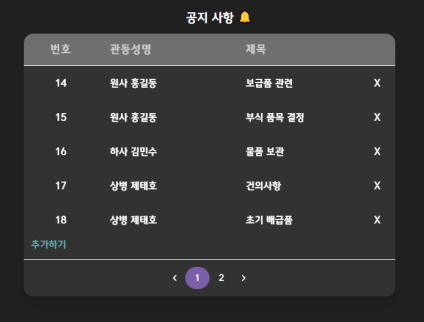 공지 사항 🔔
번호 관등성명 제목
14 원사 홍길동 보급품 관련 X
15 원사 홍길동 부식 품목 결정 X
16 하사 김민수 물품 보관 X
17 상병 제태호 건의사항 X
18 상병 제태호 초기 배급품 X
추가하기
‹ 1 2 ›